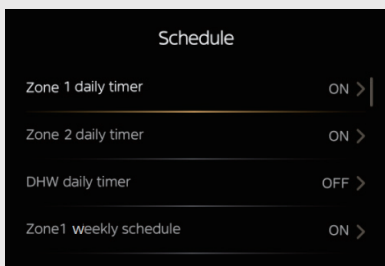 Schedule
Zone 1 daily timer ON
Zone 2 daily timer ON
DHW daily timer OFF
Zone1 weekly schedule ON